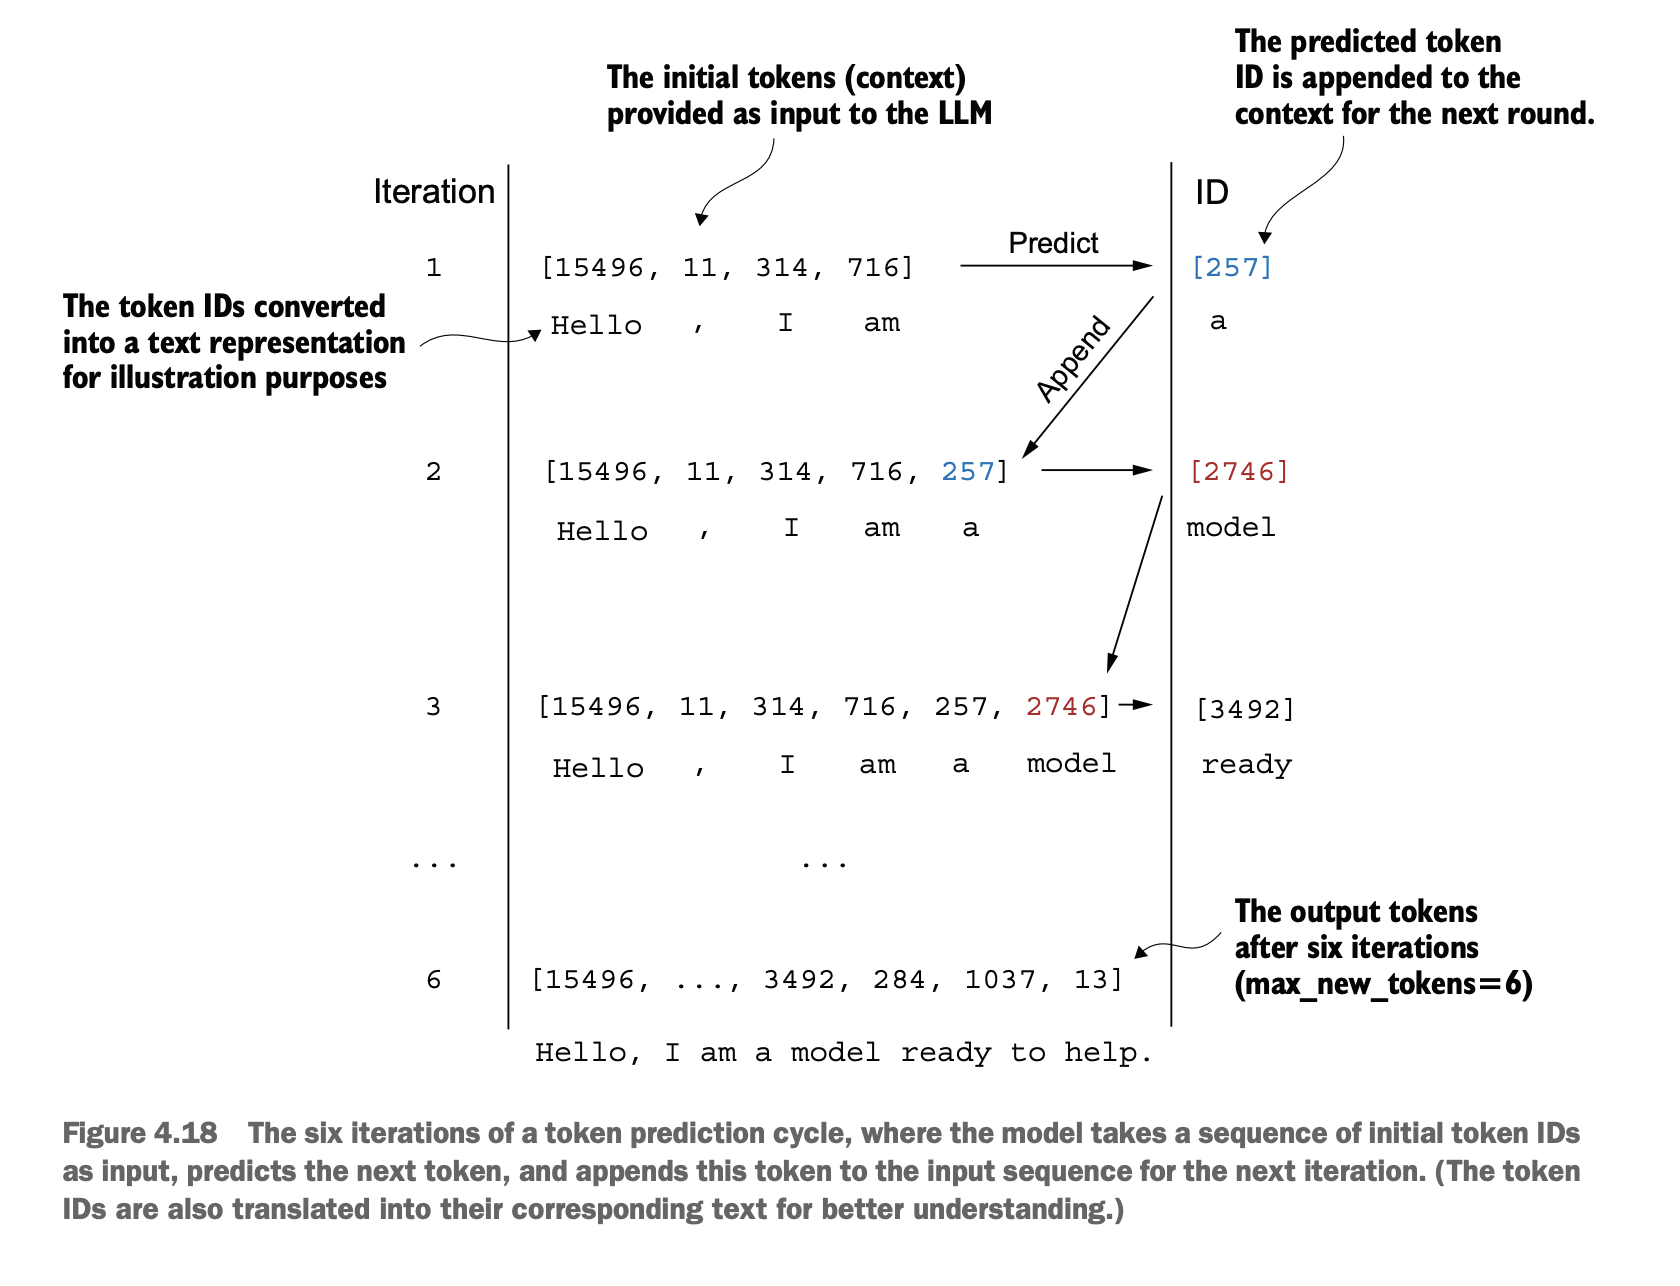 The initial tokens (context)
provided as input to the LLM
The predicted token
ID is appended to the
context for the next round.
Iteration
ID
1
[15496, 11, 314, 716]
Predict
[257]
Hello , I am
a
The token IDs converted
into a text representation
for illustration purposes
Append
2
[15496, 11, 314, 716, 257]
[2746]
Hello , I am a
model
3
[15496, 11, 314, 716, 257, 2746]
[3492]
Hello , I am a model
ready
...
...
The output tokens
after six iterations
(max_new_tokens=6)
6
[15496, ..., 3492, 284, 1037, 13]
Hello, I am a model ready to help.
Figure 4.18 The six iterations of a token prediction cycle, where the model takes a sequence of initial token IDs
as input, predicts the next token, and appends this token to the input sequence for the next iteration. (The token
IDs are also translated into their corresponding text for better understanding.)